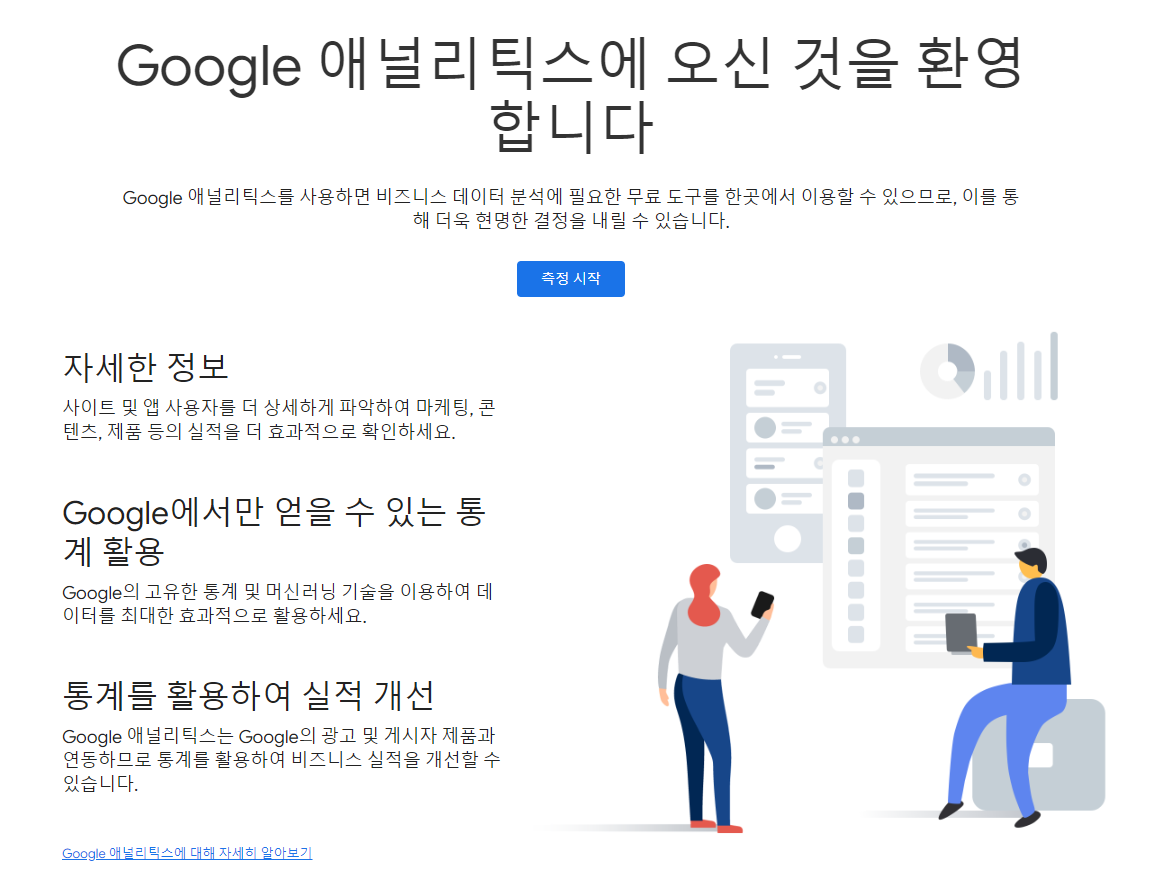 Google 애널리틱스에 오신 것을 환영
합니다
Google 애널리틱스를 사용하면 비즈니스 데이터 분석에 필요한 무료 도구를 한곳에서 이용할 수 있으므로, 이를 통
해 더욱 현명한 결정을 내릴 수 있습니다.
측정 시작
자세한 정보
사이트 및 앱 사용자를 더 상세하게 파악하여 마케팅, 콘
텐츠, 제품 등의 실적을 더 효과적으로 확인하세요.
Google에서만 얻을 수 있는 통
계 활용
Google의 고유한 통계 및 머신러닝 기술을 이용하여 데
이터를 최대한 효과적으로 활용하세요.
통계를 활용하여 실적 개선
Google 애널리틱스는 Google의 광고 및 게시자 제품과
연동하므로 통계를 활용하여 비즈니스 실적을 개선할 수
있습니다.
Google 애널리틱스에 대해 자세히 알아보기